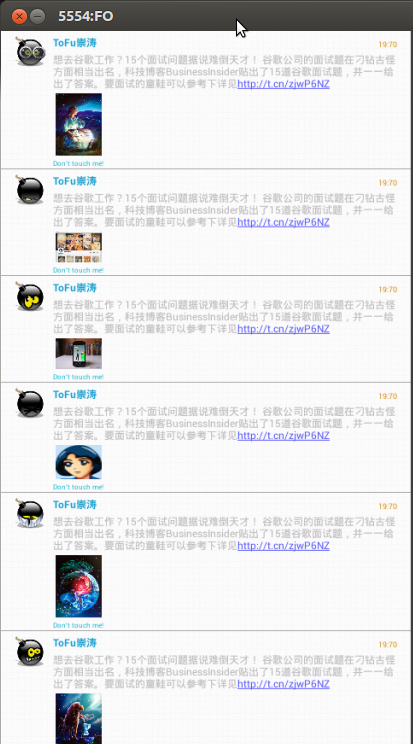 5554:FO
ToFu崇涛
19:70
想去谷歌工作？15个面试问题据说难倒天才！ 谷歌公司的面试题在刁钻古怪
方面相当出名，科技博客BusinessInsider贴出了15道谷歌面试题，并一一给
出了答案。要面试的童鞋可以参考下详见http://t.cn/zjwP6NZ
Don't touch me!
ToFu崇涛
19:70
想去谷歌工作？15个面试问题据说难倒天才！ 谷歌公司的面试题在刁钻古怪
方面相当出名，科技博客BusinessInsider贴出了15道谷歌面试题，并一一给
出了答案。要面试的童鞋可以参考下详见http://t.cn/zjwP6NZ
Don't touch me!
ToFu崇涛
19:70
想去谷歌工作？15个面试问题据说难倒天才！ 谷歌公司的面试题在刁钻古怪
方面相当出名，科技博客BusinessInsider贴出了15道谷歌面试题，并一一给
出了答案。要面试的童鞋可以参考下详见http://t.cn/zjwP6NZ
Don't touch me!
ToFu崇涛
19:70
想去谷歌工作？15个面试问题据说难倒天才！ 谷歌公司的面试题在刁钻古怪
方面相当出名，科技博客BusinessInsider贴出了15道谷歌面试题，并一一给
出了答案。要面试的童鞋可以参考下详见http://t.cn/zjwP6NZ
Don't touch me!
ToFu崇涛
19:70
想去谷歌工作？15个面试问题据说难倒天才！ 谷歌公司的面试题在刁钻古怪
方面相当出名，科技博客BusinessInsider贴出了15道谷歌面试题，并一一给
出了答案。要面试的童鞋可以参考下详见http://t.cn/zjwP6NZ
Don't touch me!
ToFu崇涛
19:70
想去谷歌工作？15个面试问题据说难倒天才！ 谷歌公司的面试题在刁钻古怪
方面相当出名，科技博客BusinessInsider贴出了15道谷歌面试题，并一一给
出了答案。要面试的童鞋可以参考下详见http://t.cn/zjwP6NZ